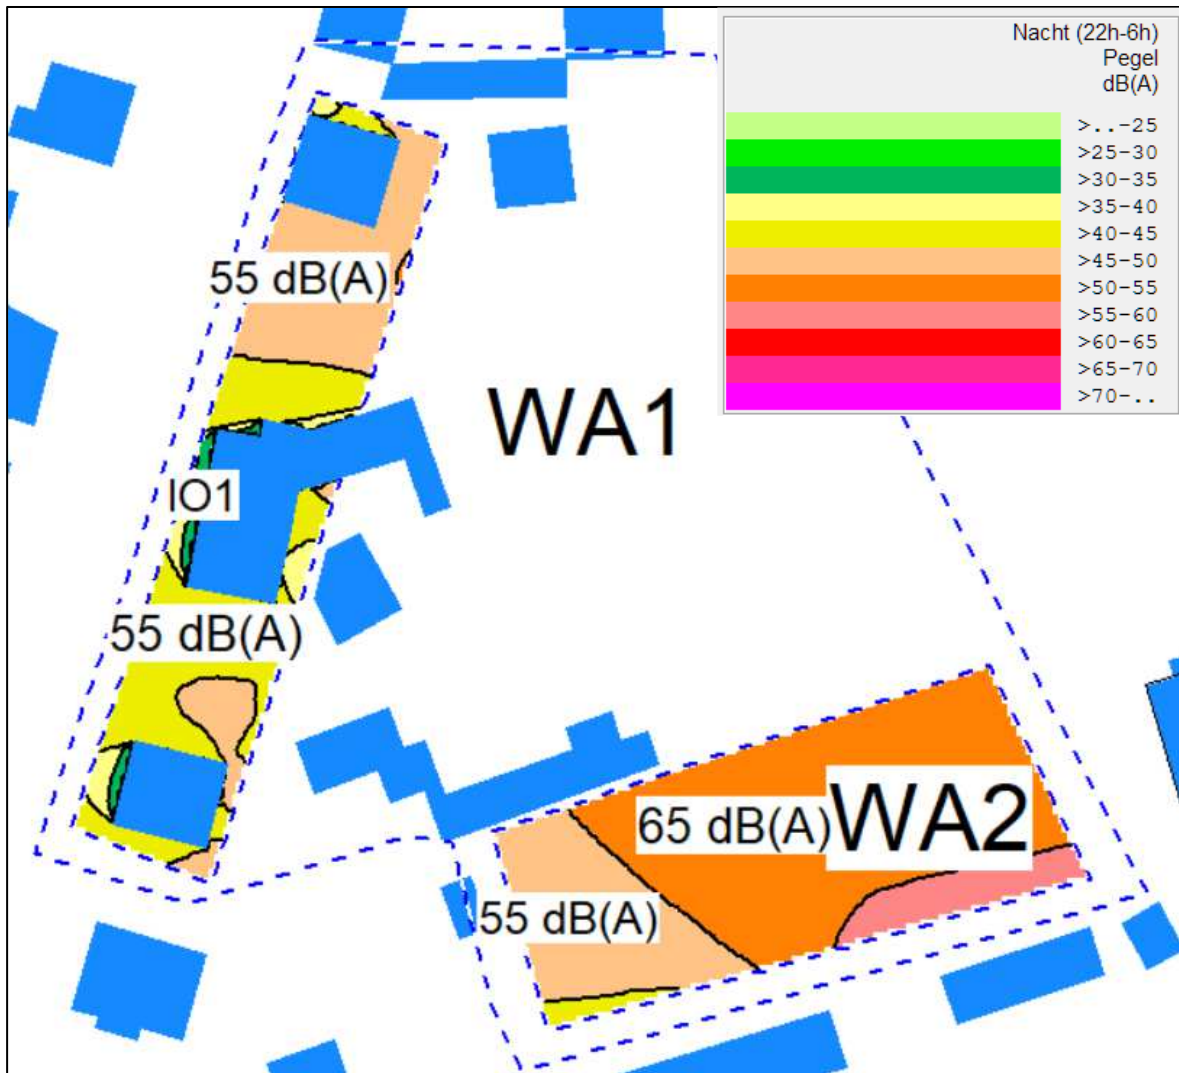 Nacht (22h-6h)
Pegel
dB(A)
>..-25
>25-30
>30-35
>35-40
>40-45
>45-50
>50-55
>55-60
>60-65
>65-70
>70-..
55 dB(A)
WA1
IO1
55 dB(A)
65 dB(A)
WA2
55 dB(A)